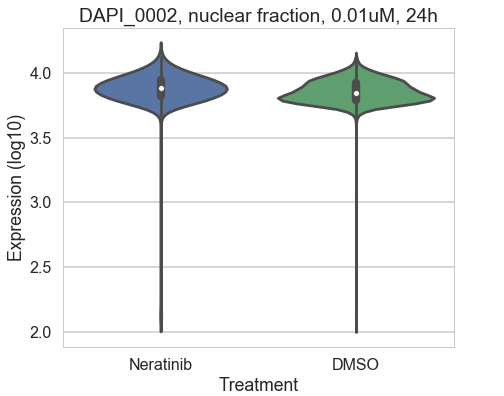 DAPI_0002, nuclear fraction, 0.01uM, 24h
Expression (log10)
4.0
3.5
3.0
2.5
2.0
Neratinib DMSO
Treatment